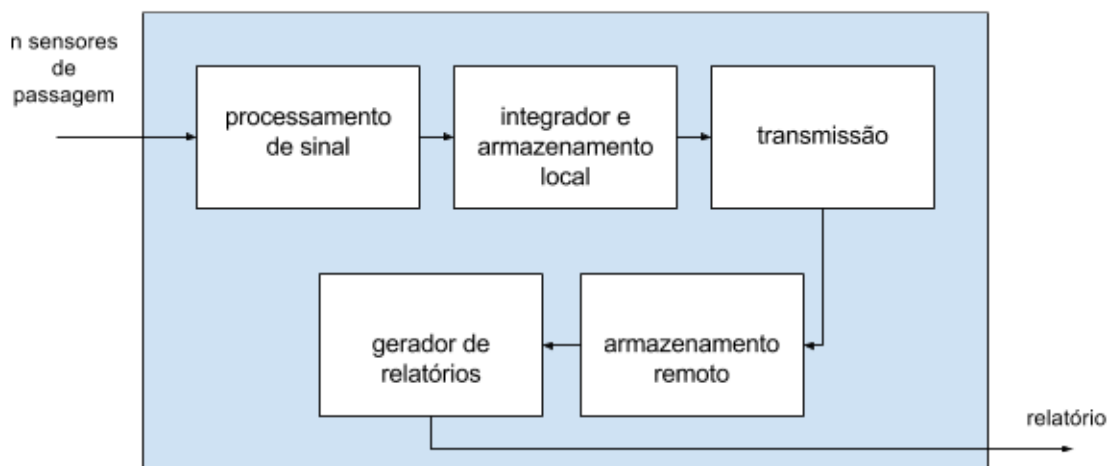 n sensores
de
passagem
processamento
de sinal
integrador e
armazenamento
local
transmissão
gerador de
relatórios
armazenamento
remoto
relatório